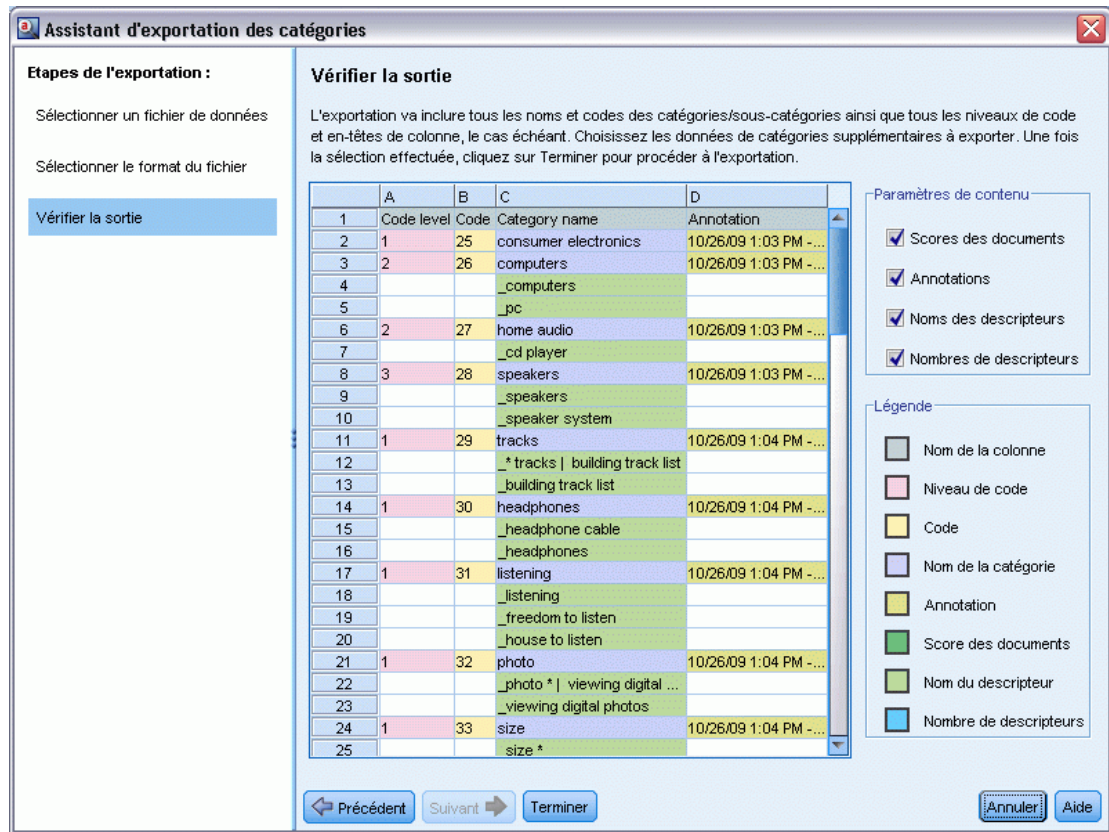 Assistant d'exportation des catégories
Etapes de l'exportation :
Sélectionner un fichier de données
Sélectionner le format du fichier
Vérifier la sortie
Vérifier la sortie
L'exportation va inclure tous les noms et codes des catégories/sous-catégories ainsi que tous les niveaux de code
et en-têtes de colonne, le cas échéant. Choisissez les données de catégories supplémentaires à exporter. Une fois
la sélection effectuée, cliquez sur Terminer pour procéder à l'exportation.
A B C D
1 Code level Code Category name Annotation
2 1 25 consumer electronics 10/26/09 1:03 PM -...
3 2 26 computers 10/26/09 1:03 PM -...
4 _computers
5 _pc
6 2 27 home audio 10/26/09 1:03 PM -...
7 _cd player
8 3 28 speakers 10/26/09 1:03 PM -...
9 _speakers
10 _speaker system
11 1 29 tracks 10/26/09 1:04 PM -...
12 _* tracks | building track list
13 _building track list
14 1 30 headphones 10/26/09 1:04 PM -...
15 _headphone cable
16 _headphones
17 1 31 listening 10/26/09 1:04 PM -...
18 _listening
19 _freedom to listen
20 _house to listen
21 1 32 photo 10/26/09 1:04 PM -...
22 _photo * | viewing digital ...
23 _viewing digital photos
24 1 33 size 10/26/09 1:04 PM -...
25 _size *
Paramètres de contenu
Scores des documents
Annotations
Noms des descripteurs
Nombres de descripteurs
Légende
Nom de la colonne
Niveau de code
Code
Nom de la catégorie
Annotation
Score des documents
Nom du descripteur
Nombre de descripteurs
Précédent Suivant Terminer Annuler Aide